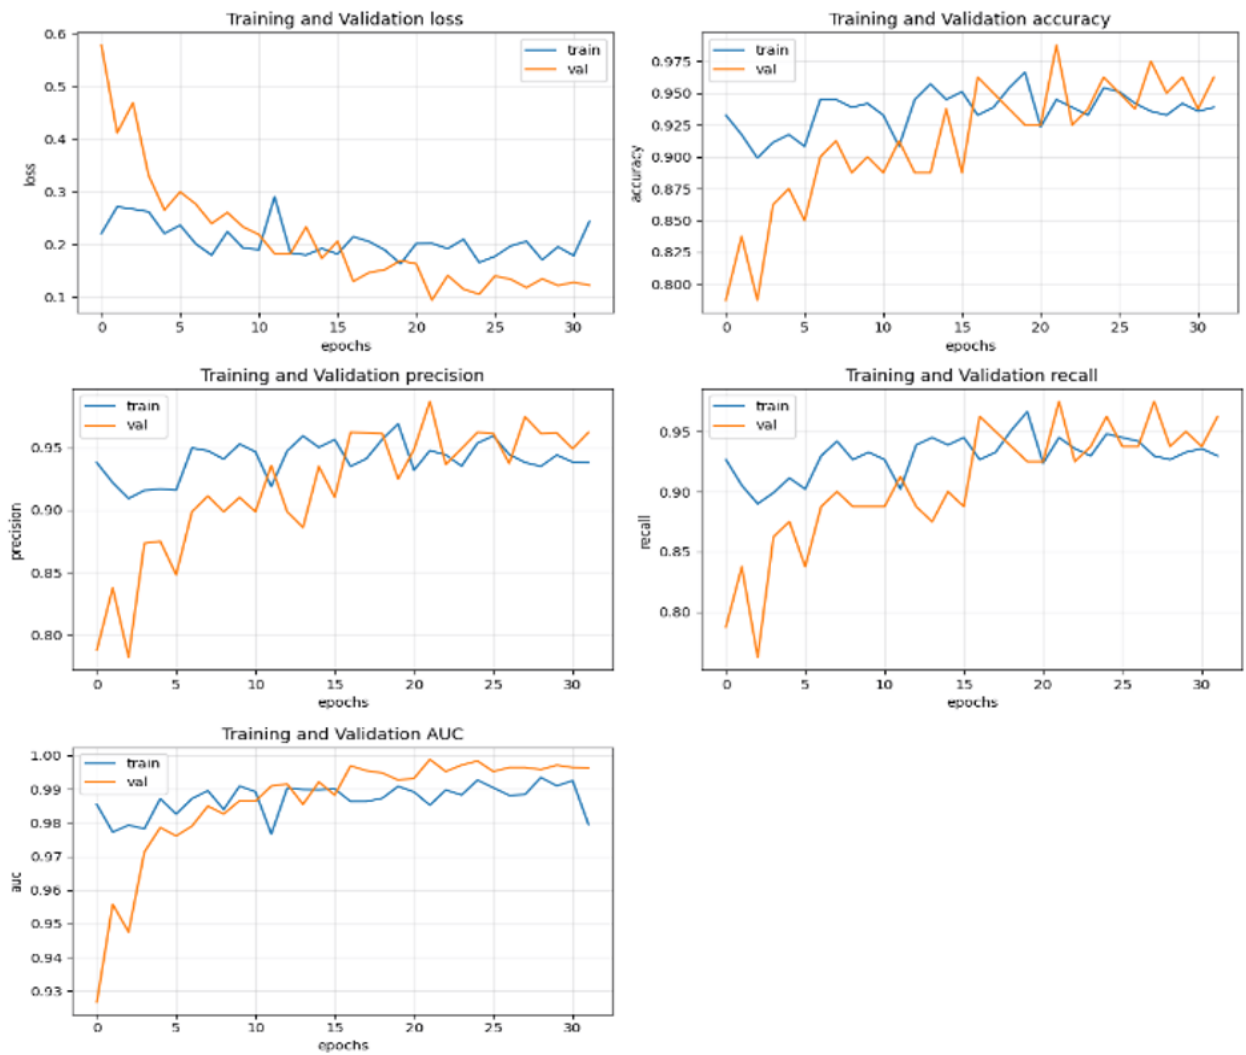 Training and Validation loss
train
val
loss
0.6
0.5
0.4
0.3
0.2
0.1
0 5 10 15 20 25 30
epochs
Training and Validation accuracy
train
val
accuracy
0.975
0.950
0.925
0.900
0.875
0.850
0.825
0.800
0 5 10 15 20 25 30
epochs
Training and Validation precision
train
val
precision
0.95
0.90
0.85
0.80
0 5 10 15 20 25 30
epochs
Training and Validation recall
train
val
recall
0.95
0.90
0.85
0.80
0 5 10 15 20 25 30
epochs
Training and Validation AUC
train
val
auc
1.00
0.99
0.98
0.97
0.96
0.95
0.94
0.93
0 5 10 15 20 25 30
epochs